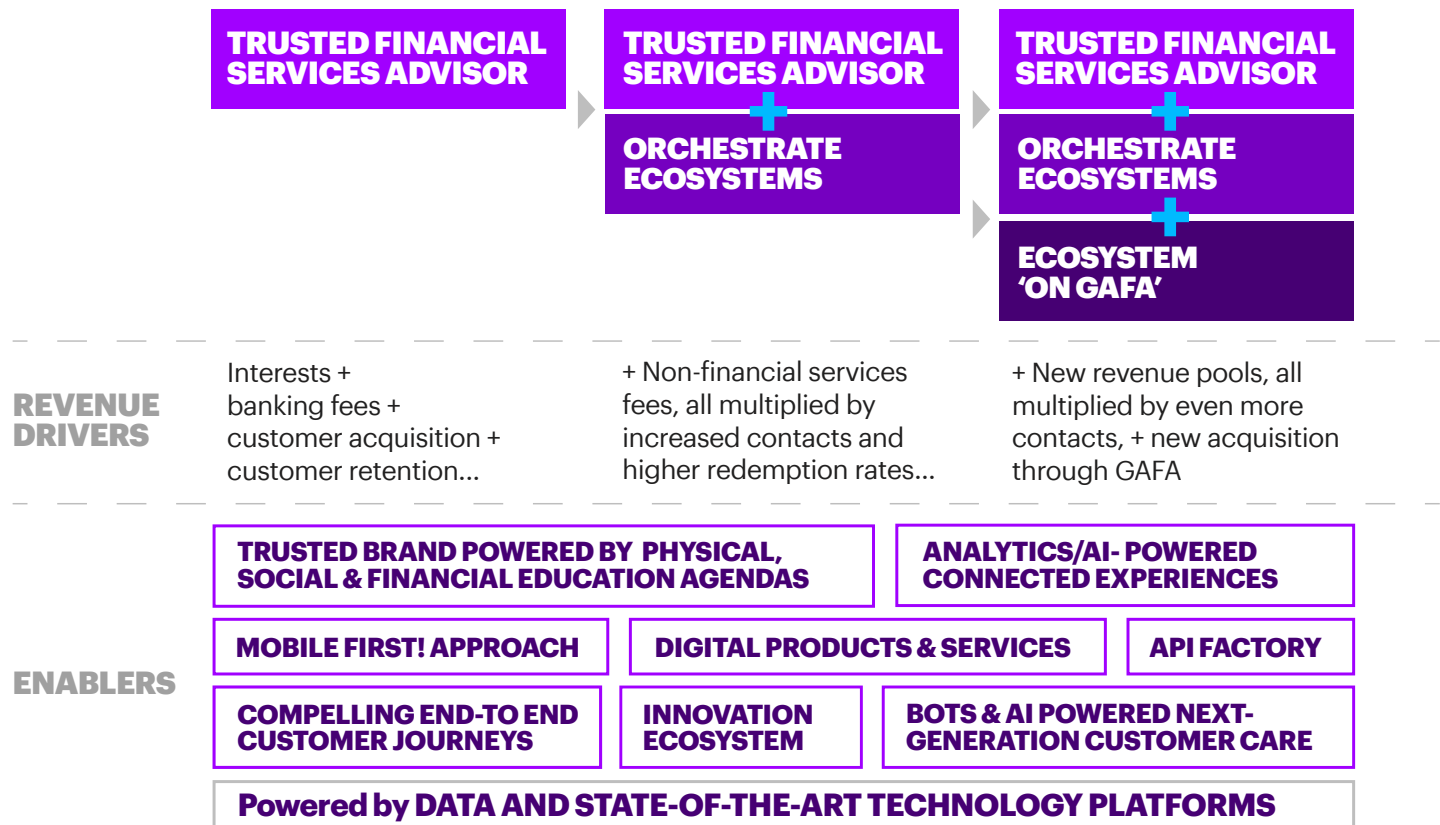 TRUSTED FINANCIAL
SERVICES ADVISOR
TRUSTED FINANCIAL
SERVICES ADVISOR
ORCHESTRATE
ECOSYSTEMS
TRUSTED FINANCIAL
SERVICES ADVISOR
ORCHESTRATE
ECOSYSTEMS
ECOSYSTEM
‘ON GAFA’
REVENUE
DRIVERS
Interests +
banking fees +
customer acquisition +
customer retention...
+ Non-financial services
fees, all multiplied by
increased contacts and
higher redemption rates...
+ New revenue pools, all
multiplied by even more
contacts, + new acquisition
through GAFA
ENABLERS
TRUSTED BRAND POWERED BY PHYSICAL,
SOCIAL & FINANCIAL EDUCATION AGENDAS
ANALYTICS/AI- POWERED
CONNECTED EXPERIENCES
MOBILE FIRST! APPROACH
DIGITAL PRODUCTS & SERVICES
API FACTORY
COMPELLING END-TO END
CUSTOMER JOURNEYS
INNOVATION
ECOSYSTEM
BOTS & AI POWERED NEXT-
GENERATION CUSTOMER CARE
Powered by DATA AND STATE-OF-THE-ART TECHNOLOGY PLATFORMS